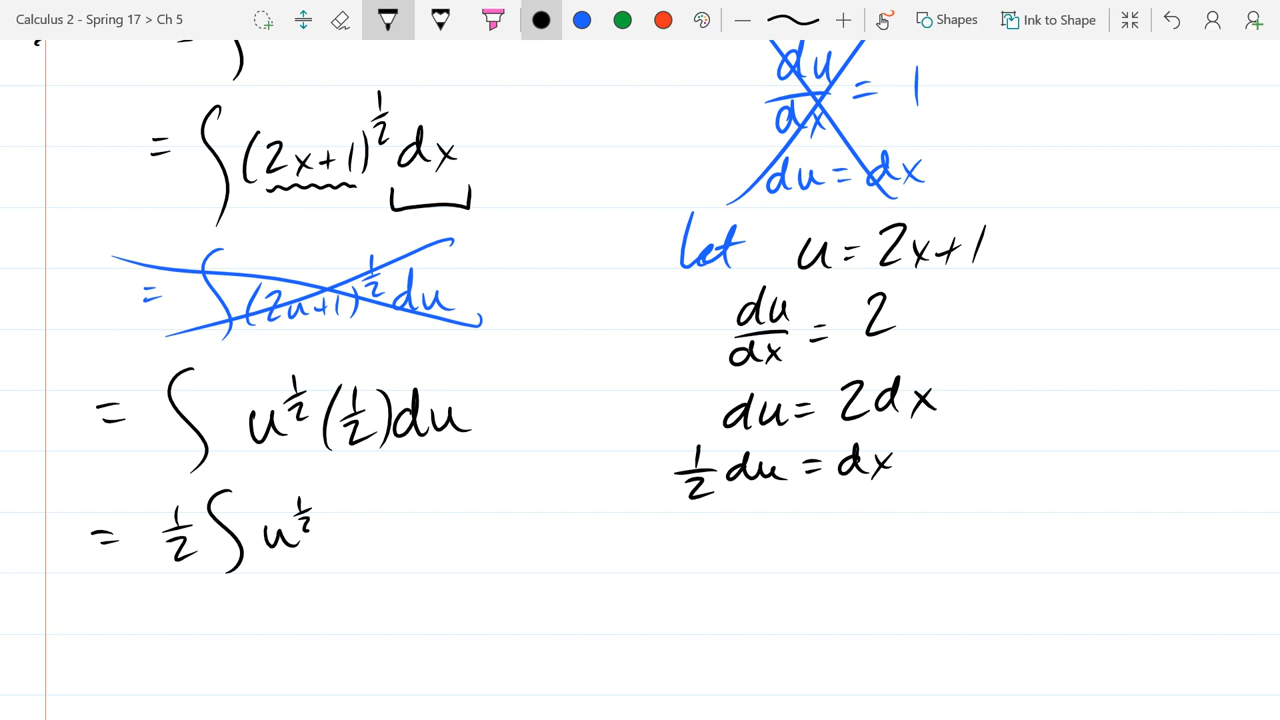 Calculus 2 - Spring 17 > Ch 5
Shapes
Ink to Shape
du/dx = 1
= ∫(2x+1)^½ dx
du = dx
let u = 2x+1
= ∫(2u+1)^½ du
du/dx = 2
= ∫ u^½ (½) du
du = 2dx
½ du = dx
= ½ ∫ u^½